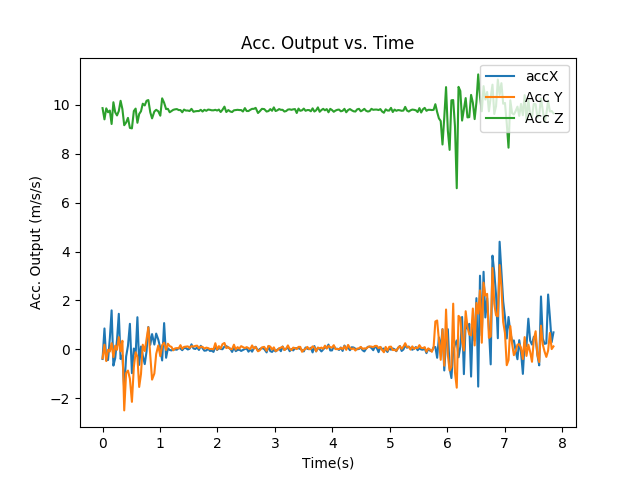 Acc. Output vs. Time
accX
Acc Y
Acc Z
Acc. Output (m/s/s)
10
8
6
4
2
0
−2
0 1 2 3 4 5 6 7 8
Time(s)